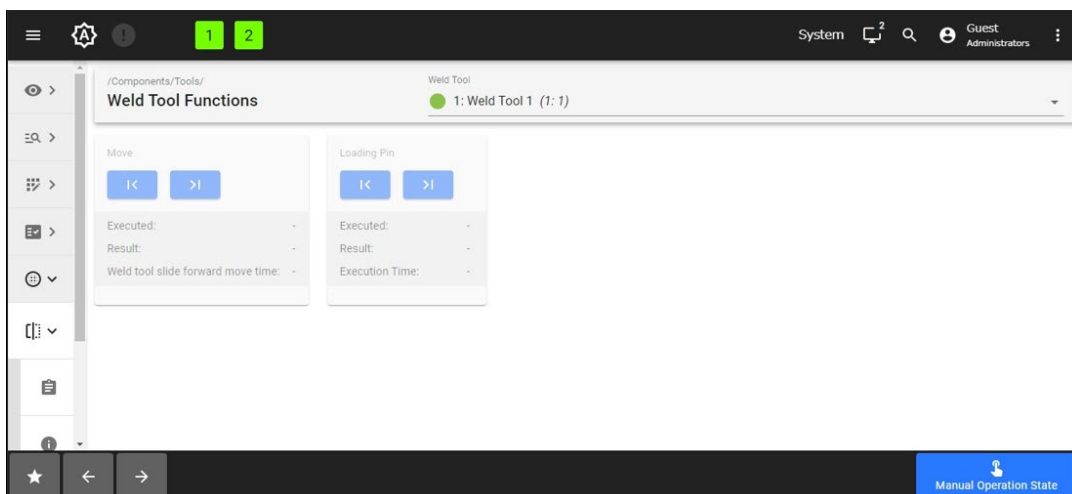 A
!
1 2
System
2
Guest
Administrators
/Components/Tools/
Weld Tool Functions
Weld Tool
1: Weld Tool 1 (1: 1)
Move
Executed: -
Result: -
Weld tool slide forward move time: -
Loading Pin
Executed: -
Result: -
Execution Time: -
Manual Operation State